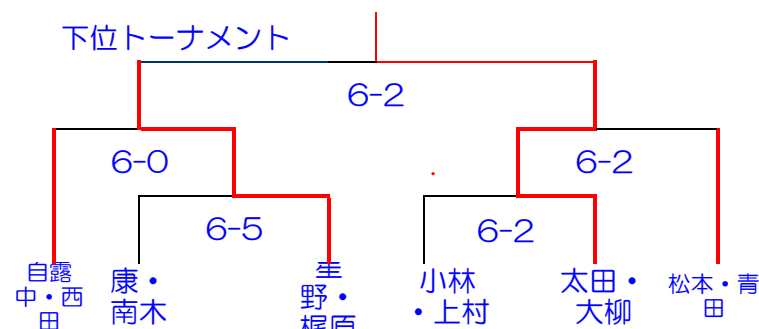 下位トーナメント
6-2
6-0
6-2
6-5
6-2
自露
中・西
田
康・
南木
星
野・
梶原
小林
・上村
太田・
大柳
松本・青
田